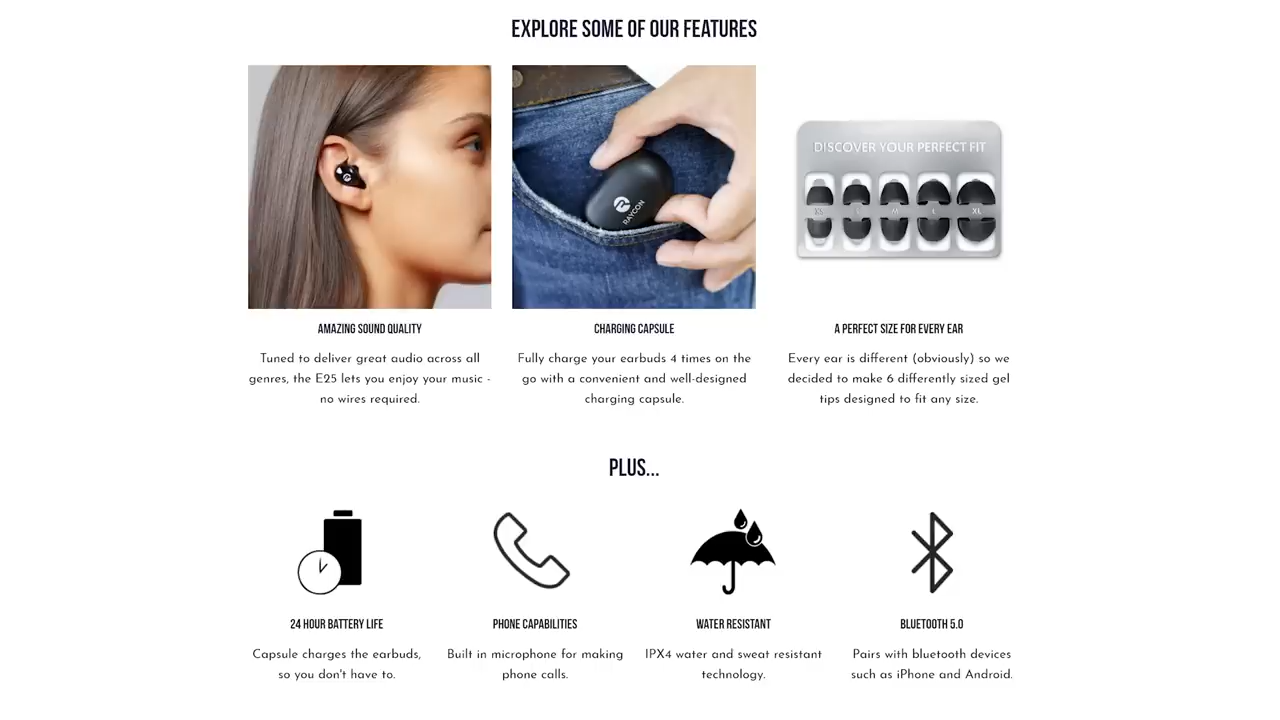 EXPLORE SOME OF OUR FEATURES
RAYCON
DISCOVER YOUR PERFECT FIT
XS S M L XL
AMAZING SOUND QUALITY
Tuned to deliver great audio across all
genres, the E25 lets you enjoy your music -
no wires required.
CHARGING CAPSULE
Fully charge your earbuds 4 times on the
go with a convenient and well-designed
charging capsule.
A PERFECT SIZE FOR EVERY EAR
Every ear is different (obviously) so we
decided to make 6 differently sized gel
tips designed to fit any size.
PLUS...
24 HOUR BATTERY LIFE
Capsule charges the earbuds,
so you don't have to.
PHONE CAPABILITIES
Built in microphone for making
phone calls.
WATER RESISTANT
IPX4 water and sweat resistant
technology.
BLUETOOTH 5.0
Pairs with bluetooth devices
such as iPhone and Android.